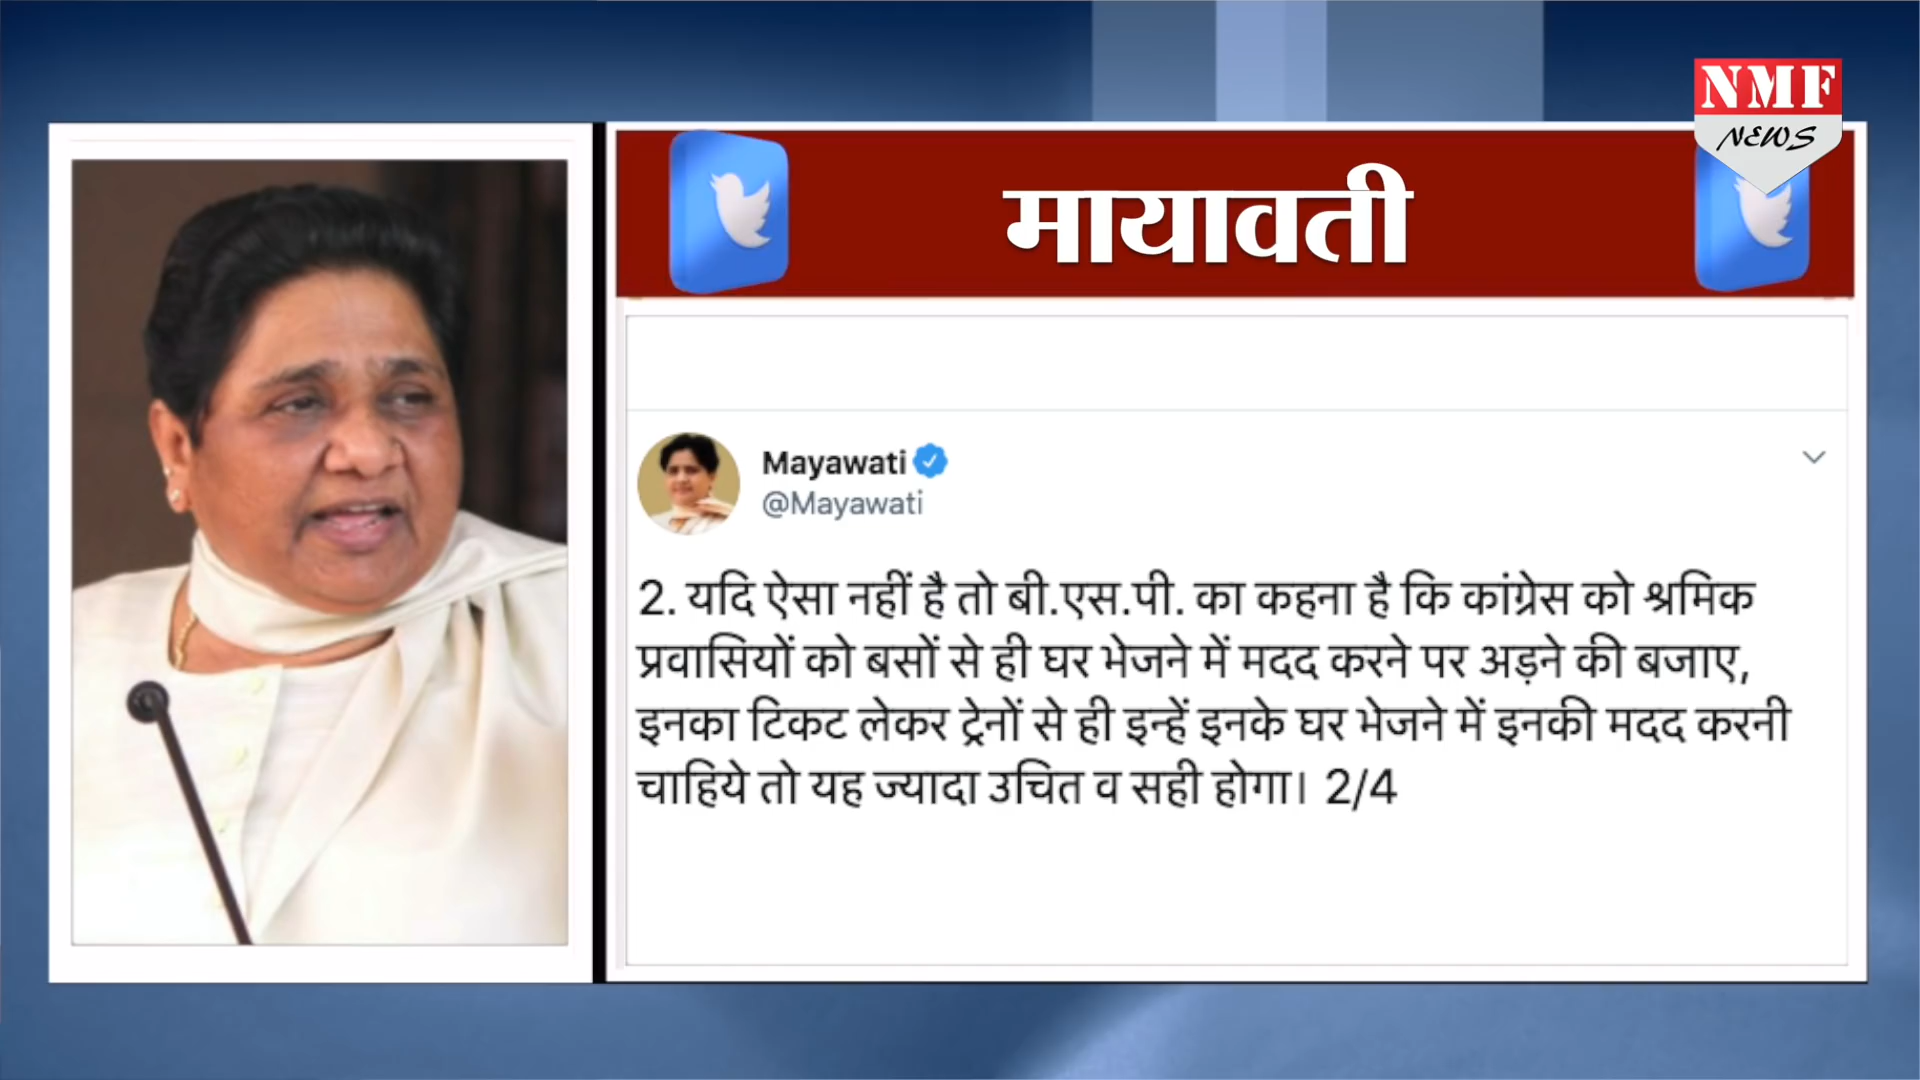 NMF
NEWS
मायावती
Mayawati
@Mayawati
2. यदि ऐसा नहीं है तो बी.एस.पी. का कहना है कि कांग्रेस को श्रमिक
प्रवासियों को बसों से ही घर भेजने में मदद करने पर अड़ने की बजाए,
इनका टिकट लेकर ट्रेनों से ही इन्हें इनके घर भेजने में इनकी मदद करनी
चाहिये तो यह ज्यादा उचित व सही होगा। 2/4